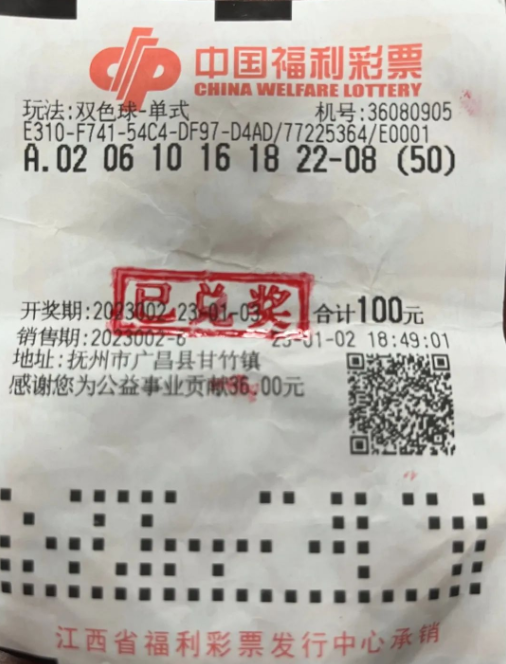 中国福利彩票
CHINA WELFARE LOTTERY
玩法:双色球-单式 机号:36080905
E310-F741-54C4-DF97-D4AD/77225364/E0001
A.02 06 10 16 18 22-08 (50)
已兑奖
开奖期:2023002 23-01-03 合计100元
销售期:2023002-6 23-01-02 18:49:01
地址:抚州市广昌县甘竹镇
感谢您为公益事业贡献36.00元
江西省福利彩票发行中心承销